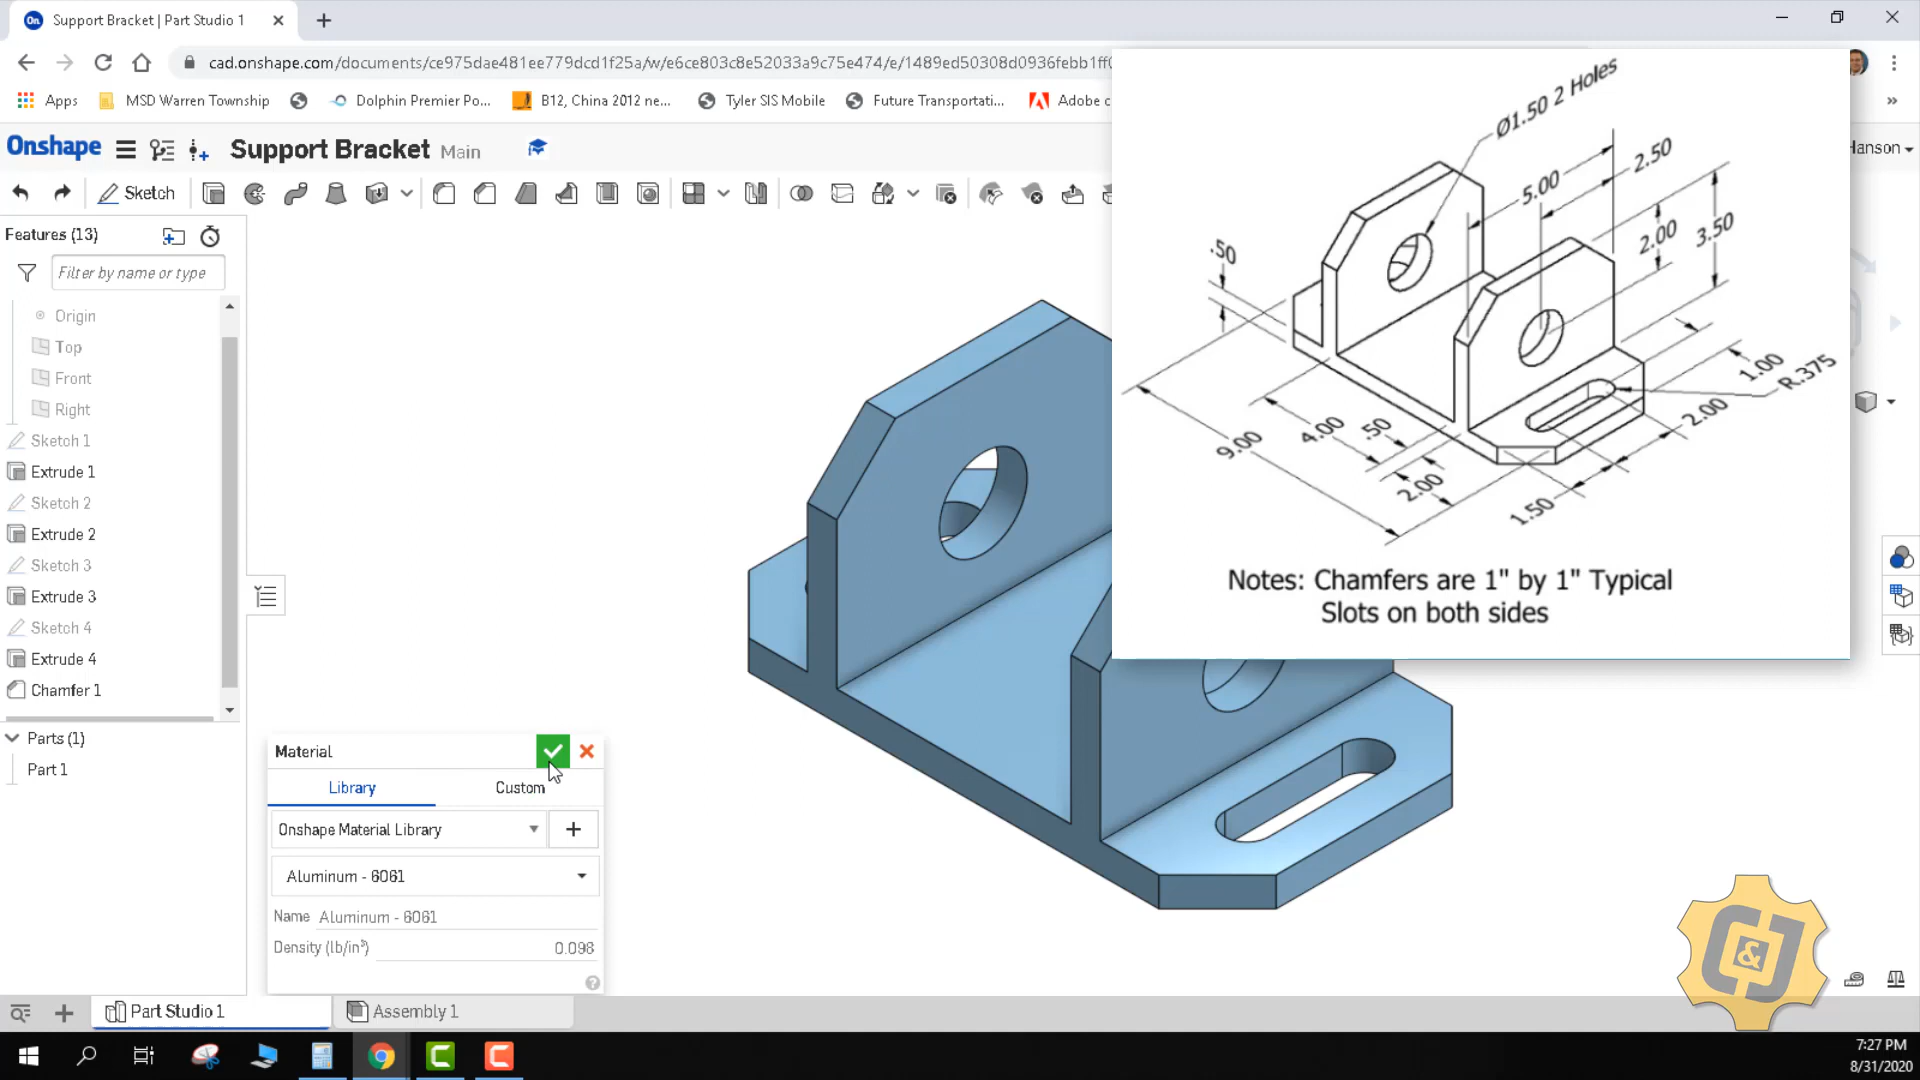 On Support Bracket | Part Studio 1
cad.onshape.com/documents/ce975dae481ee779dcd1f25a/w/e6ce803c8e52033a9c75e474/e/1489ed50308d0936febb1ff0
Apps MSD Warren Township Dolphin Premier Po... B12, China 2012 ne... Tyler SIS Mobile Future Transportati... Adobe c
Onshape Support Bracket Main Hanson
Sketch
Features (13)
Filter by name or type
Origin
Top
Front
Right
Sketch 1
Extrude 1
Sketch 2
Extrude 2
Sketch 3
Extrude 3
Sketch 4
Extrude 4
Chamfer 1
Parts (1)
Part 1
Material
Library Custom
Onshape Material Library
Aluminum - 6061
Name Aluminum - 6061
Density (lb/in³) 0.098
Ø1.50 2 Holes
2.50
5.00
2.00
3.50
.50
1.00
R.375
2.00
9.00
4.00
.50
2.00
1.50
Notes: Chamfers are 1" by 1" Typical
Slots on both sides
C&J
Part Studio 1 Assembly 1
7:27 PM
8/31/2020